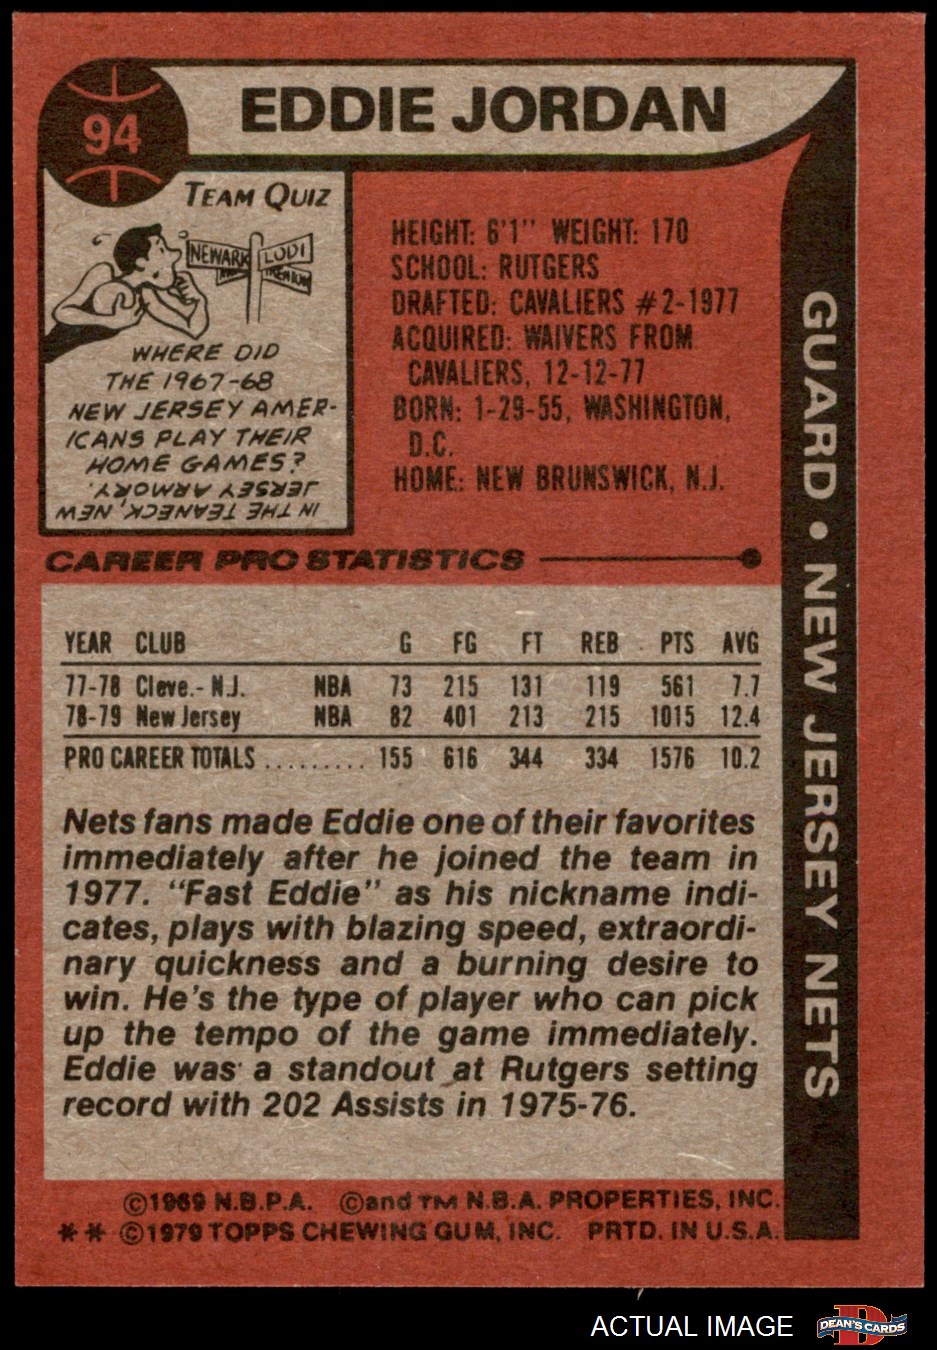 94
EDDIE JORDAN
TEAM QUIZ
NEWARK
LODI
TRENTON
WHERE DID
THE 1967-68
NEW JERSEY AMER-
ICANS PLAY THEIR
HOME GAMES?
IN THE TEANECK, NEW
JERSEY ARMORY.
HEIGHT: 6'1" WEIGHT: 170
SCHOOL: RUTGERS
DRAFTED: CAVALIERS #2-1977
ACQUIRED: WAIVERS FROM
CAVALIERS, 12-12-77
BORN: 1-29-55, WASHINGTON,
D.C.
HOME: NEW BRUNSWICK, N.J.
GUARD • NEW JERSEY NETS
CAREER PRO STATISTICS
YEAR CLUB G FG FT REB PTS AVG
77-78 Cleve.-N.J. NBA 73 215 131 119 561 7.7
78-79 New Jersey NBA 82 401 213 215 1015 12.4
PRO CAREER TOTALS ......... 155 616 344 334 1576 10.2
Nets fans made Eddie one of their favorites
immediately after he joined the team in
1977. "Fast Eddie" as his nickname indi-
cates, plays with blazing speed, extraordi-
nary quickness and a burning desire to
win. He's the type of player who can pick
up the tempo of the game immediately.
Eddie was a standout at Rutgers setting
record with 202 Assists in 1975-76.
©1969 N.B.P.A. ©and TM N.B.A. PROPERTIES, INC.
** ©1979 TOPPS CHEWING GUM, INC. PRTD. IN U.S.A.
ACTUAL IMAGE
DEAN'S CARDS